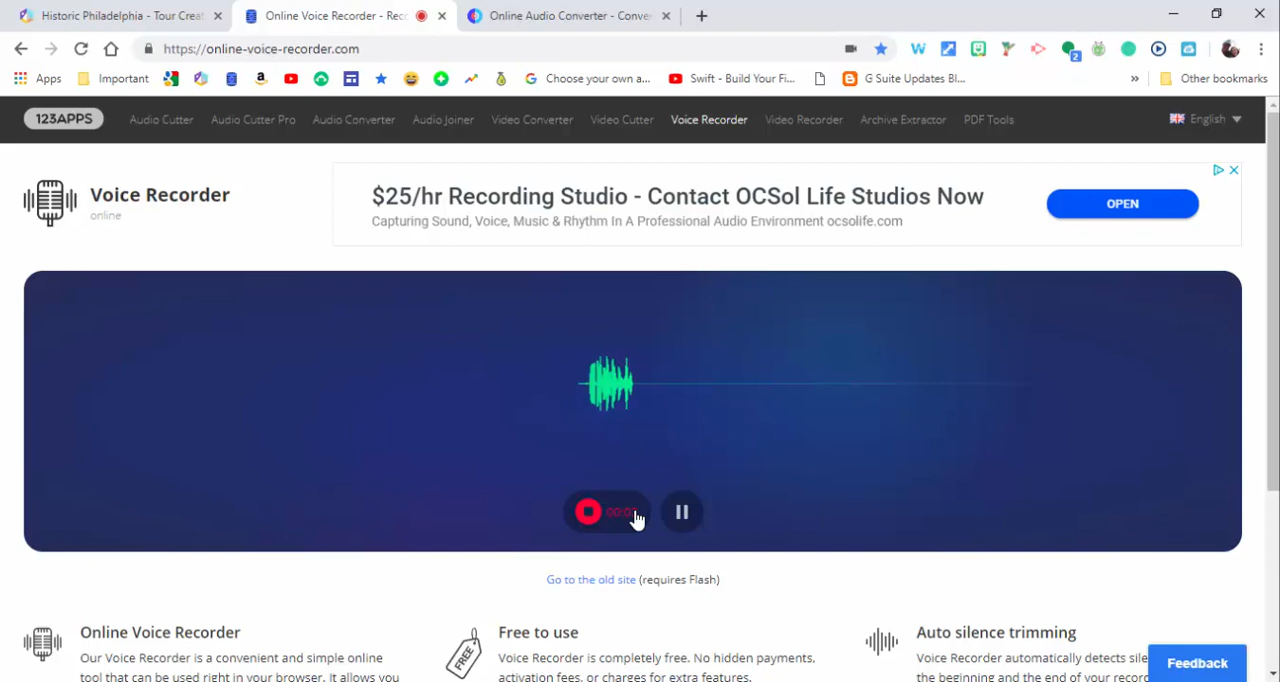 Historic Philadelphia - Tour Creat
Online Voice Recorder - Rec
Online Audio Converter - Conve
https://online-voice-recorder.com
2
Apps
Important
Choose your own a...
Swift - Build Your Fi...
G Suite Updates Bl...
Other bookmarks
123APPS
Audio Cutter
Audio Cutter Pro
Audio Converter
Audio Joiner
Video Converter
Video Cutter
Voice Recorder
Video Recorder
Archive Extractor
PDF Tools
English
Voice Recorder
online
$25/hr Recording Studio - Contact OCSol Life Studios Now
Capturing Sound, Voice, Music & Rhythm In A Professional Audio Environment ocsolife.com
OPEN
Go to the old site (requires Flash)
Online Voice Recorder
Our Voice Recorder is a convenient and simple online
tool that can be used right in your browser. It allows you
FREE
Free to use
Voice Recorder is completely free. No hidden payments,
activation fees, or charges for extra features.
Auto silence trimming
Voice Recorder automatically detects
the beginning and the end of your
Feedback